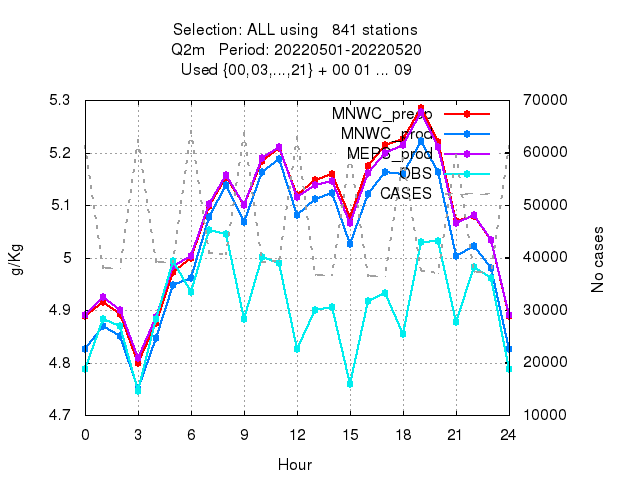 Selection: ALL using 841 stations
Q2m Period: 20220501-20220520
Used {00,03,...,21} + 00 01 ... 09
5.3
5.2
5.1
5
4.9
4.8
4.7
70000
60000
50000
40000
30000
20000
10000
MNWC_preop
MNWC_prod
MEPS_prod
OBS
CASES
g/Kg
No cases
0 3 6 9 12 15 18 21 24
Hour